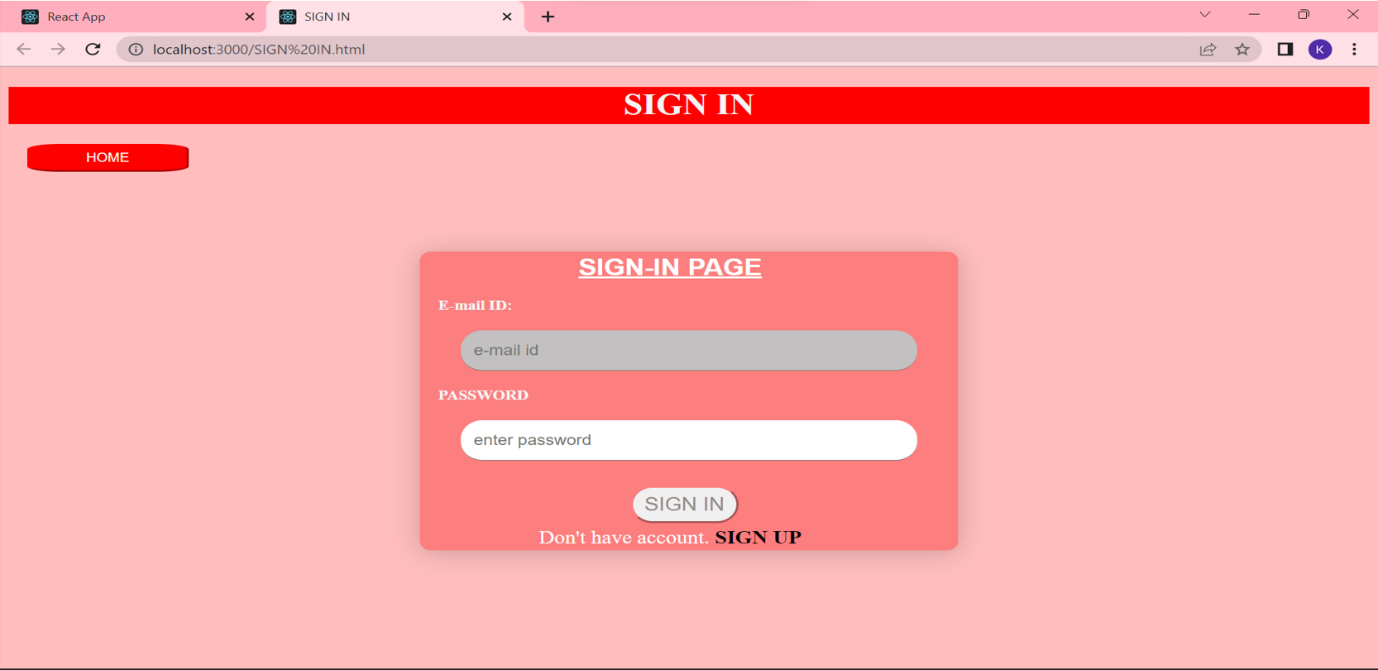 React App
SIGN IN
localhost:3000/SIGN%20IN.html
K
SIGN IN
HOME
SIGN-IN PAGE
E-mail ID:
e-mail id
PASSWORD
enter password
SIGN IN
Don't have account. SIGN UP